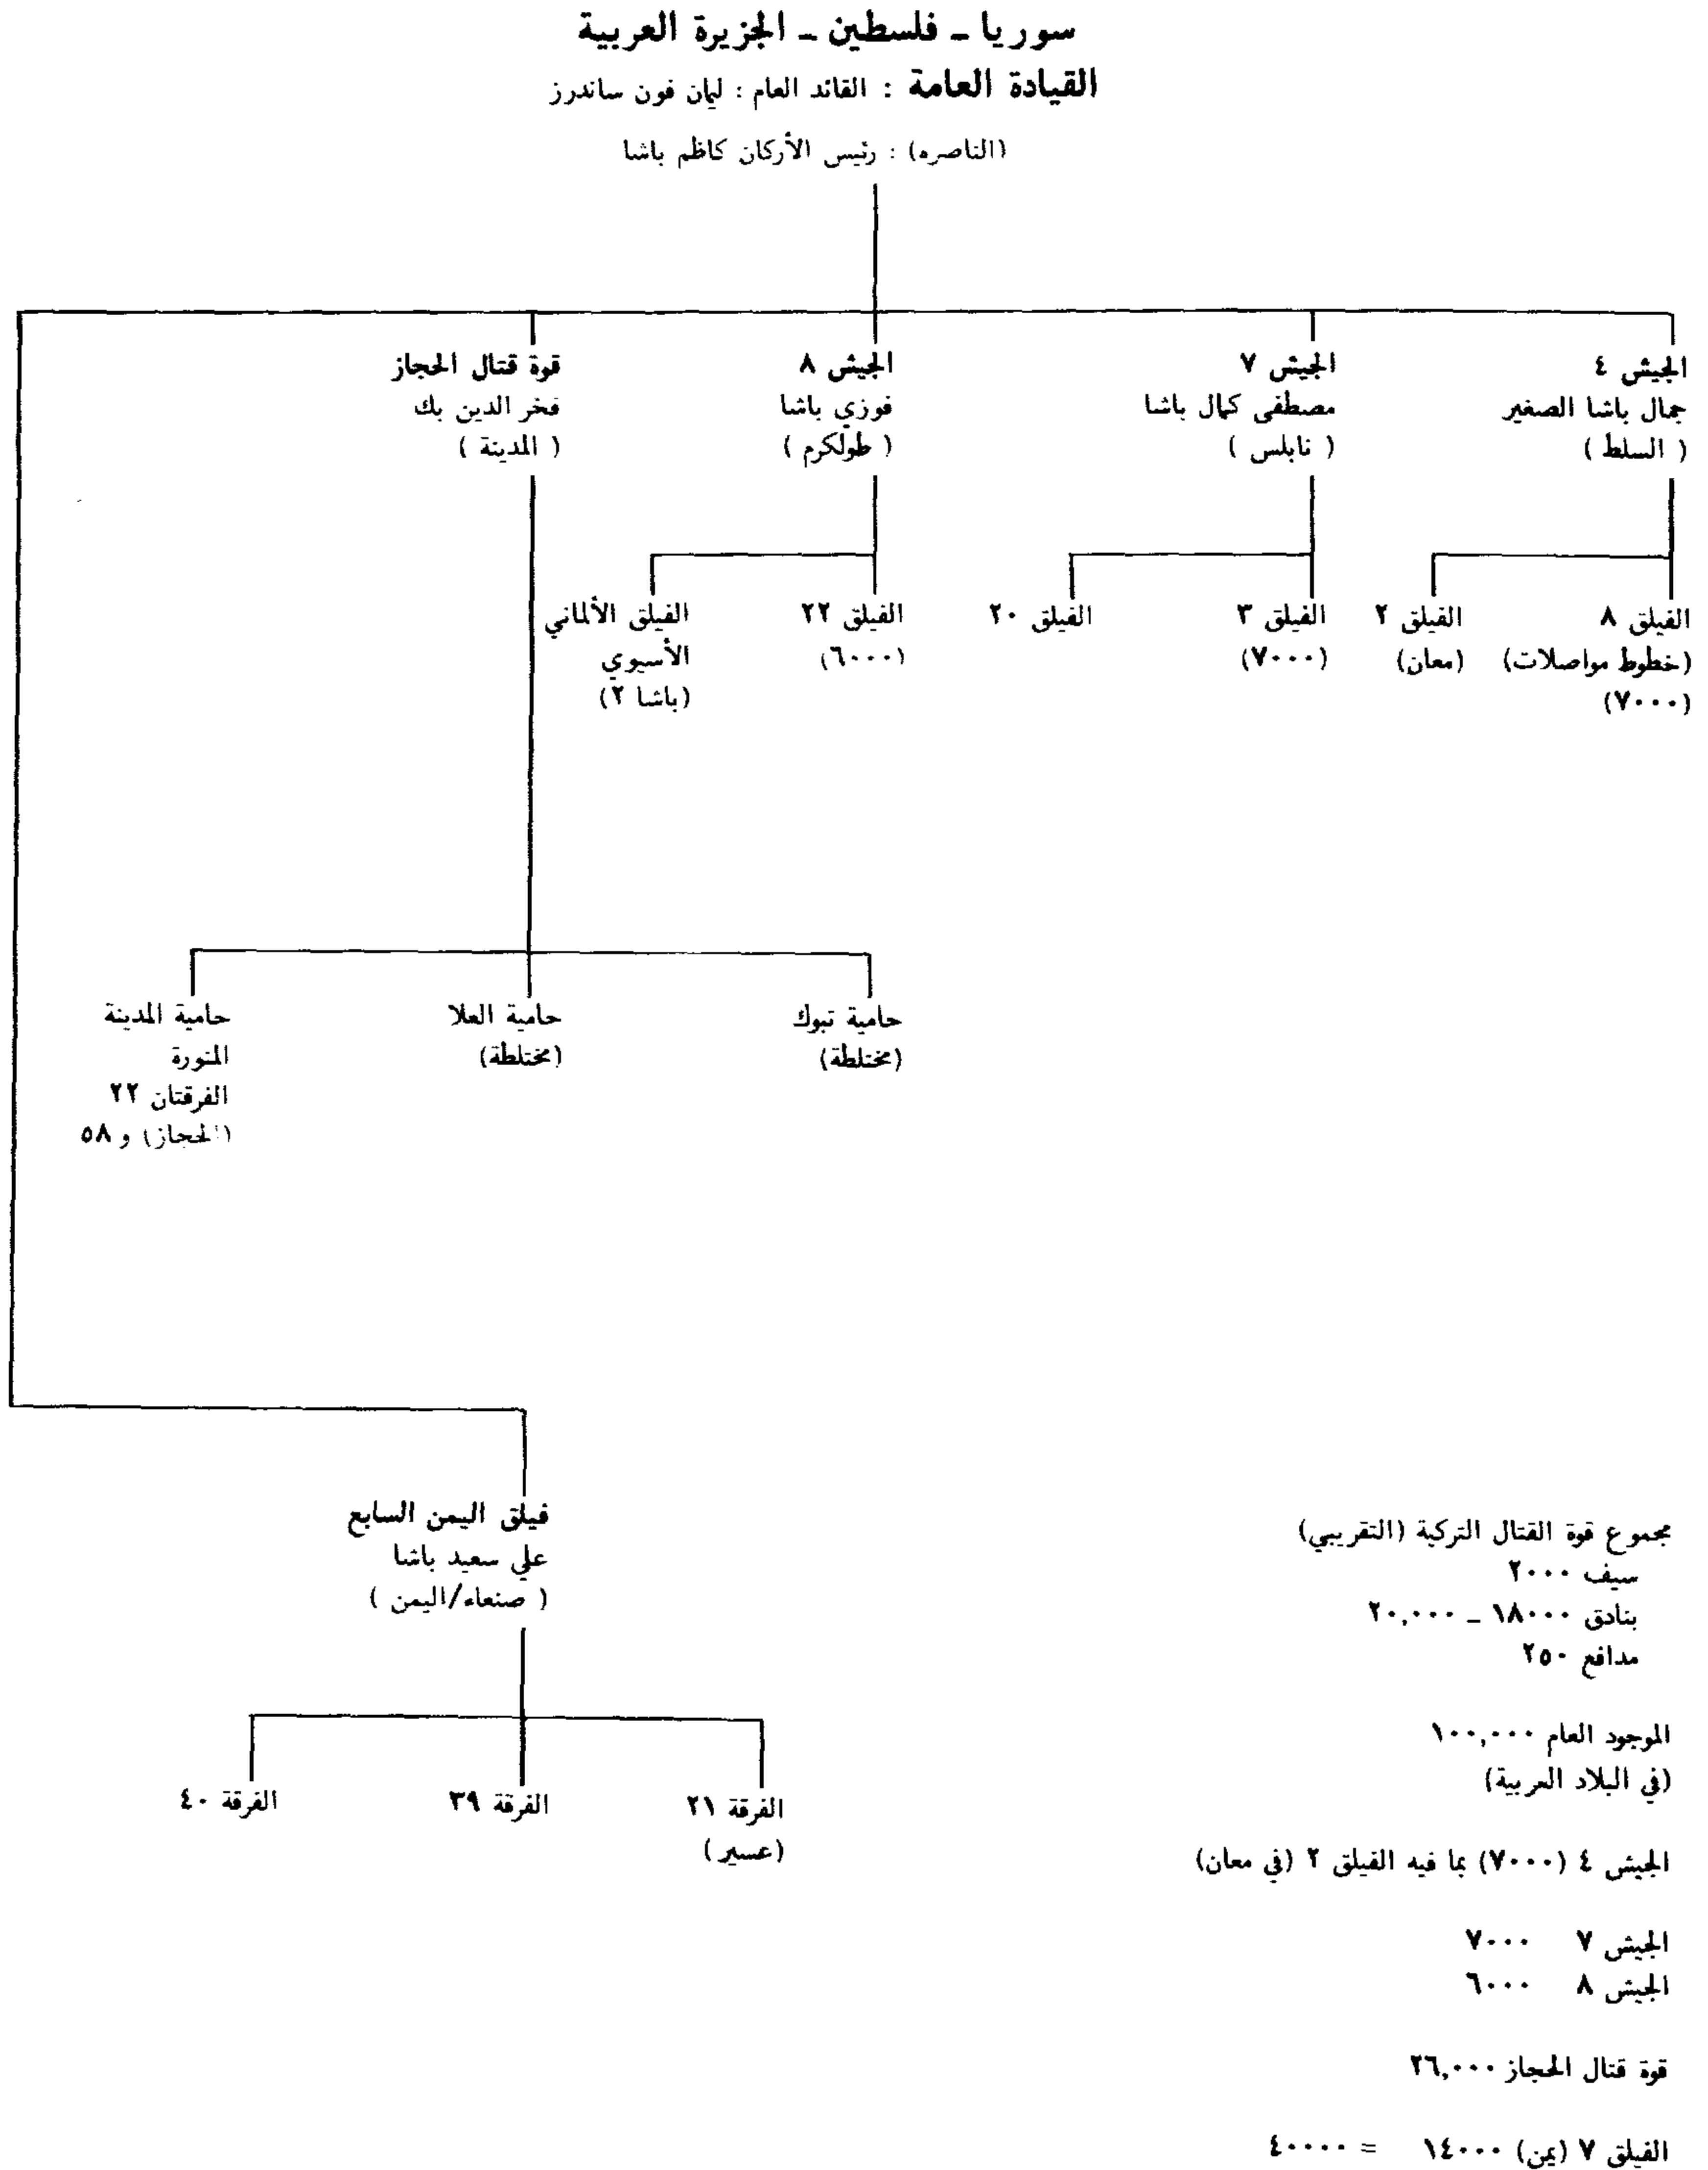 سوريا ـ فلسطين ـ الجزيرة العربية
القيادة العامة : القائد العام : ليمان فون ساندرز
(الناصره) : رئيس الأركان كاظم باشا
الجيش ٤
جمال باشا الصغير
( السلط )
الجيش ٧
مصطفى كمال باشا
( نابلس )
الجيش ٨
فوزي باشا
( طولكرم )
قوة قتال الحجاز
فخر الدين بك
( المدينة )
الفيلق ٨
(خطوط مواصلات)
(٧٠٠٠)
الفيلق ٢
(معان)
الفيلق ٣
(٧٠٠٠)
الفيلق ٢٠
الفيلق ٢٢
(٦٠٠٠)
الفيلق الألماني
الأسيوي
(باشا ٢)
حامية تبوك
(مختلطة)
حامية العلا
(مختلطة)
حامية المدينة
المنورة
الفرقتان ٢٢
(الحجاز) و ٥٨
فيلق اليمن السابع
علي سعيد باشا
( صنعاء/اليمن )
الفرقة ٢١
(عسير)
الفرقة ٣٩
الفرقة ٤٠
مجموع قوة القتال التركية (التقريبي)
سيف ٢٠٠٠
بنادق ١٨٠٠٠ ـ ٢٠,٠٠٠
مدافع ٢٥٠
الموجود العام ١٠٠,٠٠٠
(في البلاد العربية)
الجيش ٤ (٧٠٠٠) بما فيه الفيلق ٢ (في معان)
الجيش ٧ ٧٠٠٠
الجيش ٨ ٦٠٠٠
قوة قتال الحجاز ٢٦,٠٠٠
الفيلق ٧ (يمن) ١٤٠٠٠ = ٤٠٠٠٠